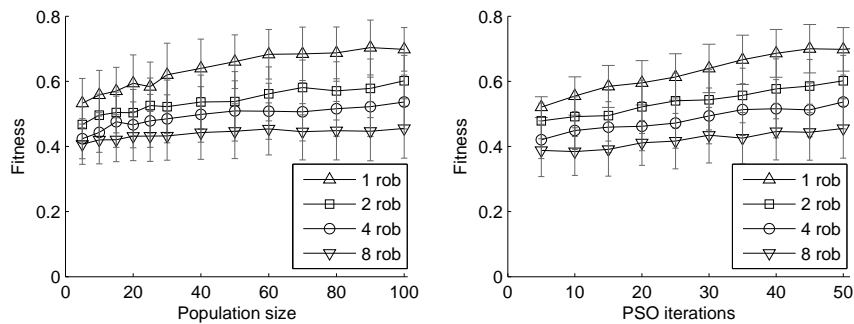 0.8
0.6
0.4
0.2
0
Fitness
0 20 40 60 80 100
Population size
1 rob
2 rob
4 rob
8 rob
0.8
0.6
0.4
0.2
0
Fitness
0 10 20 30 40 50
PSO iterations
1 rob
2 rob
4 rob
8 rob